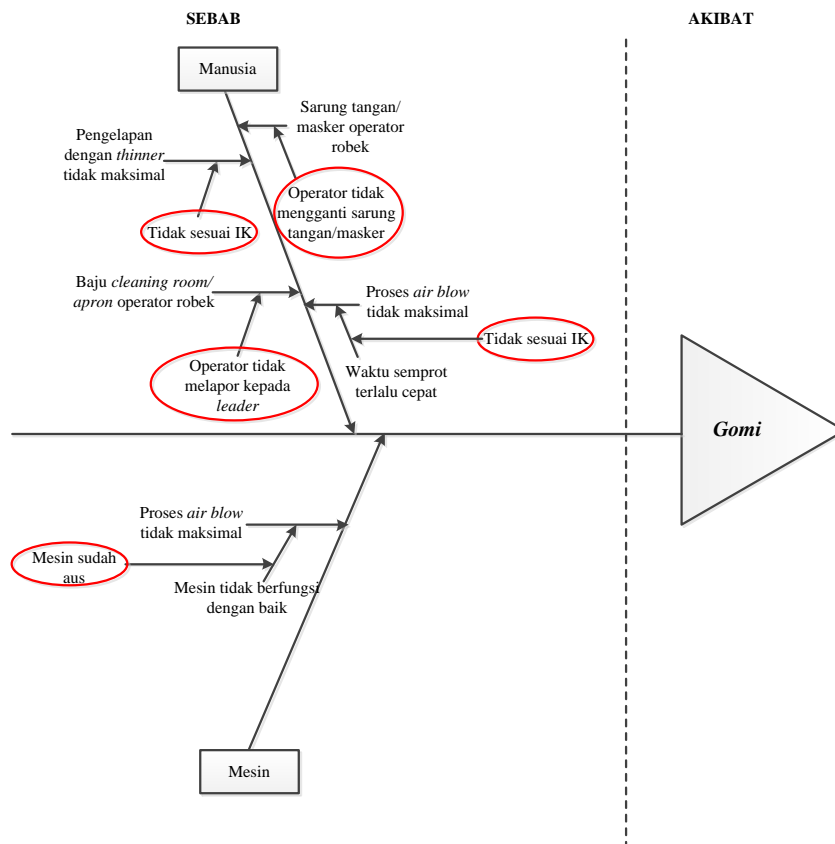 SEBAB
AKIBAT
Manusia
Sarung tangan/
masker operator
robek
Pengelapan
dengan thinner
tidak maksimal
Operator tidak
mengganti sarung
tangan/masker
Tidak sesuai IK
Baju cleaning room/
apron operator robek
Proses air blow
tidak maksimal
Tidak sesuai IK
Operator tidak
melapor kepada
leader
Waktu semprot
terlalu cepat
Gomi
Proses air blow
tidak maksimal
Mesin sudah
aus
Mesin tidak berfungsi
dengan baik
Mesin